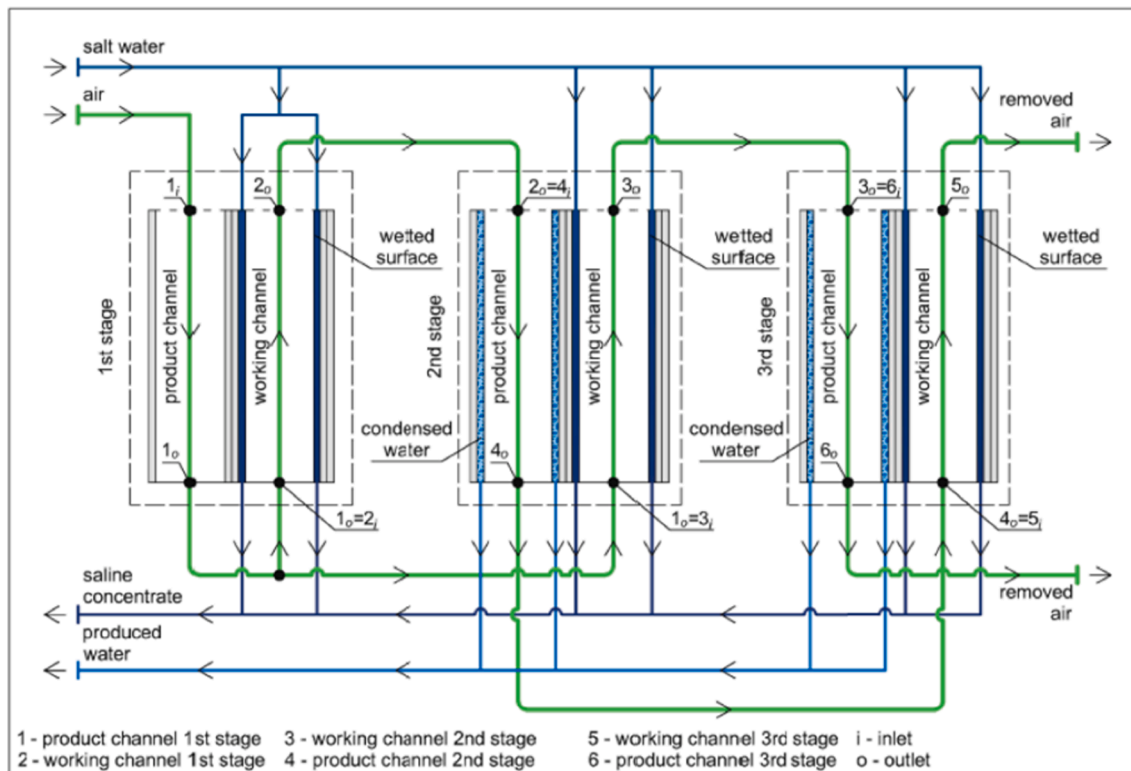 salt water
air
removed
air
1i
2o
2o=4i
3o
3o=6i
5o
wetted
surface
wetted
surface
wetted
surface
1st stage
product channel
working channel
2nd stage
product channel
working channel
3rd stage
product channel
working channel
condensed
water
condensed
water
1o
1o=2i
4o
1o=3i
6o
4o=5i
saline
concentrate
removed
air
produced
water
1 - product channel 1st stage 3 - working channel 2nd stage 5 - working channel 3rd stage i - inlet
2 - working channel 1st stage 4 - product channel 2nd stage 6 - product channel 3rd stage o - outlet